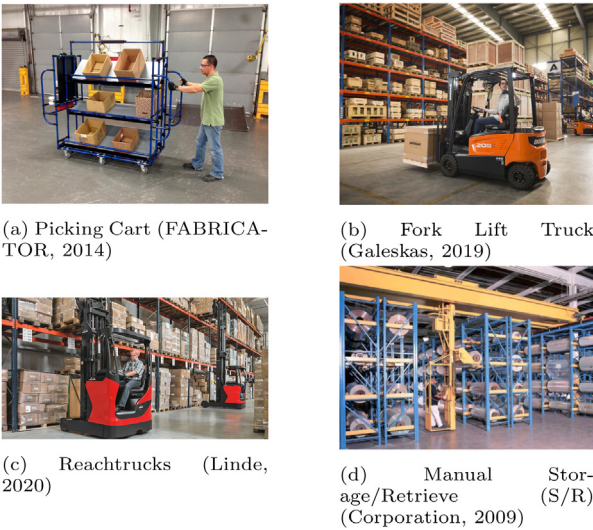 (a) Picking Cart (FABRICA-
TOR, 2014)
(b) Fork Lift Truck
(Galeskas, 2019)
(c) Reachtrucks (Linde,
2020)
(d) Manual Stor-
age/Retrieve (S/R)
(Corporation, 2009)